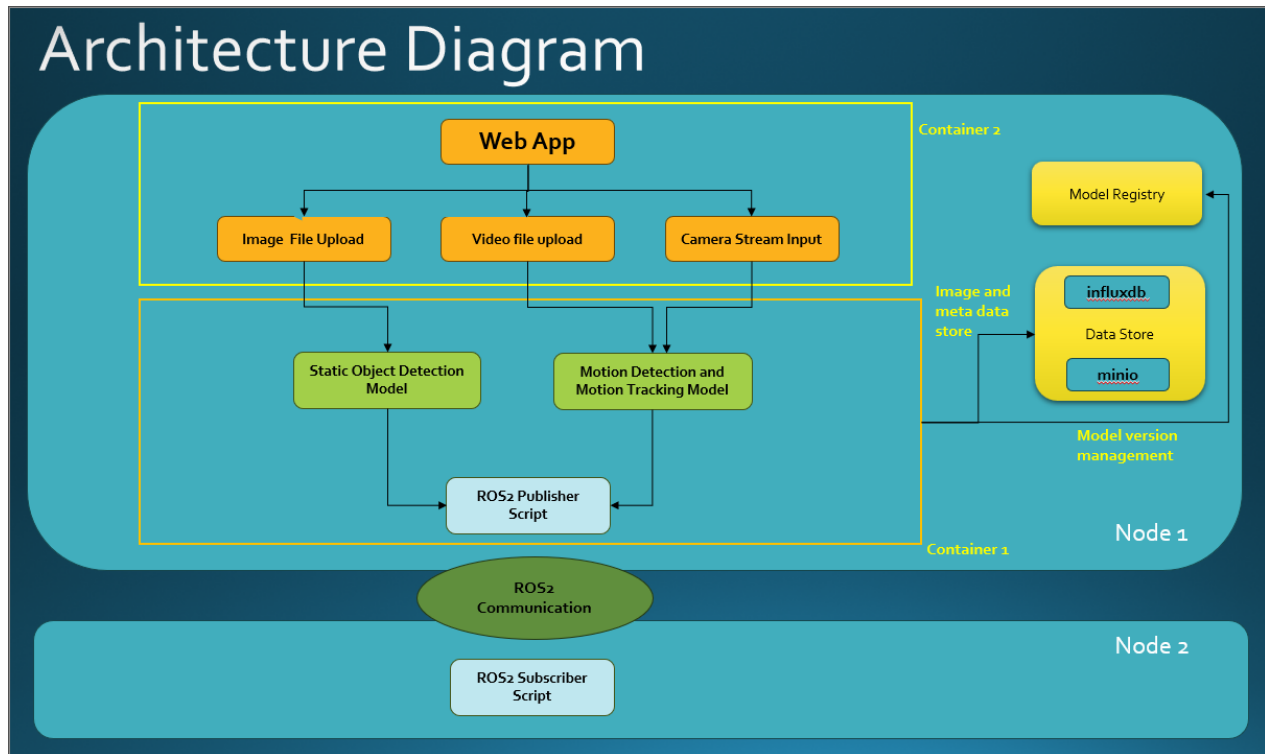 Architecture Diagram
Container 2
Web App
Model Registry
Image File Upload
Video file upload
Camera Stream Input
Image and
meta data
store
influxdb
Data Store
minio
Static Object Detection
Model
Motion Detection and
Motion Tracking Model
Model version
management
ROS2 Publisher
Script
Node 1
Container 1
ROS2
Communication
Node 2
ROS2 Subscriber
Script